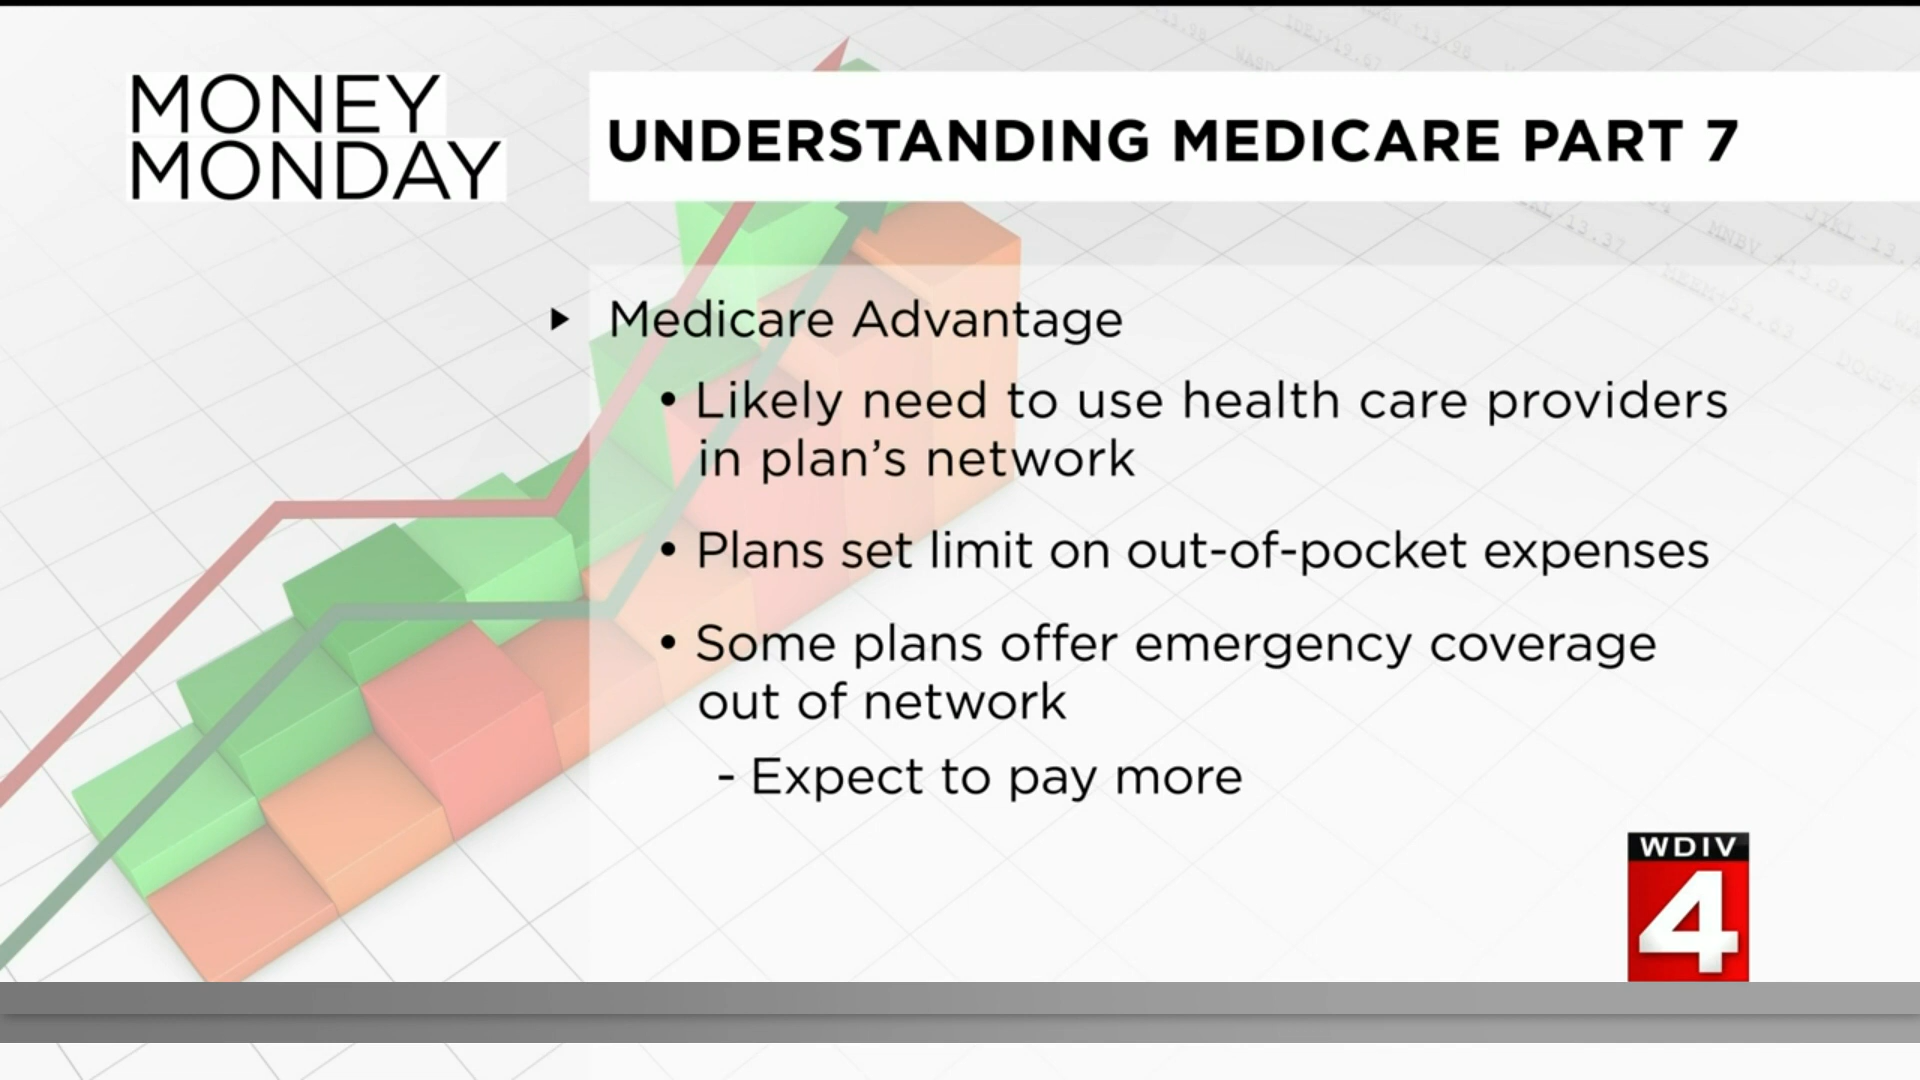 MONEY
MONDAY
UNDERSTANDING MEDICARE PART 7
▸ Medicare Advantage
• Likely need to use health care providers
in plan’s network
• Plans set limit on out-of-pocket expenses
• Some plans offer emergency coverage
out of network
- Expect to pay more
WDIV
4